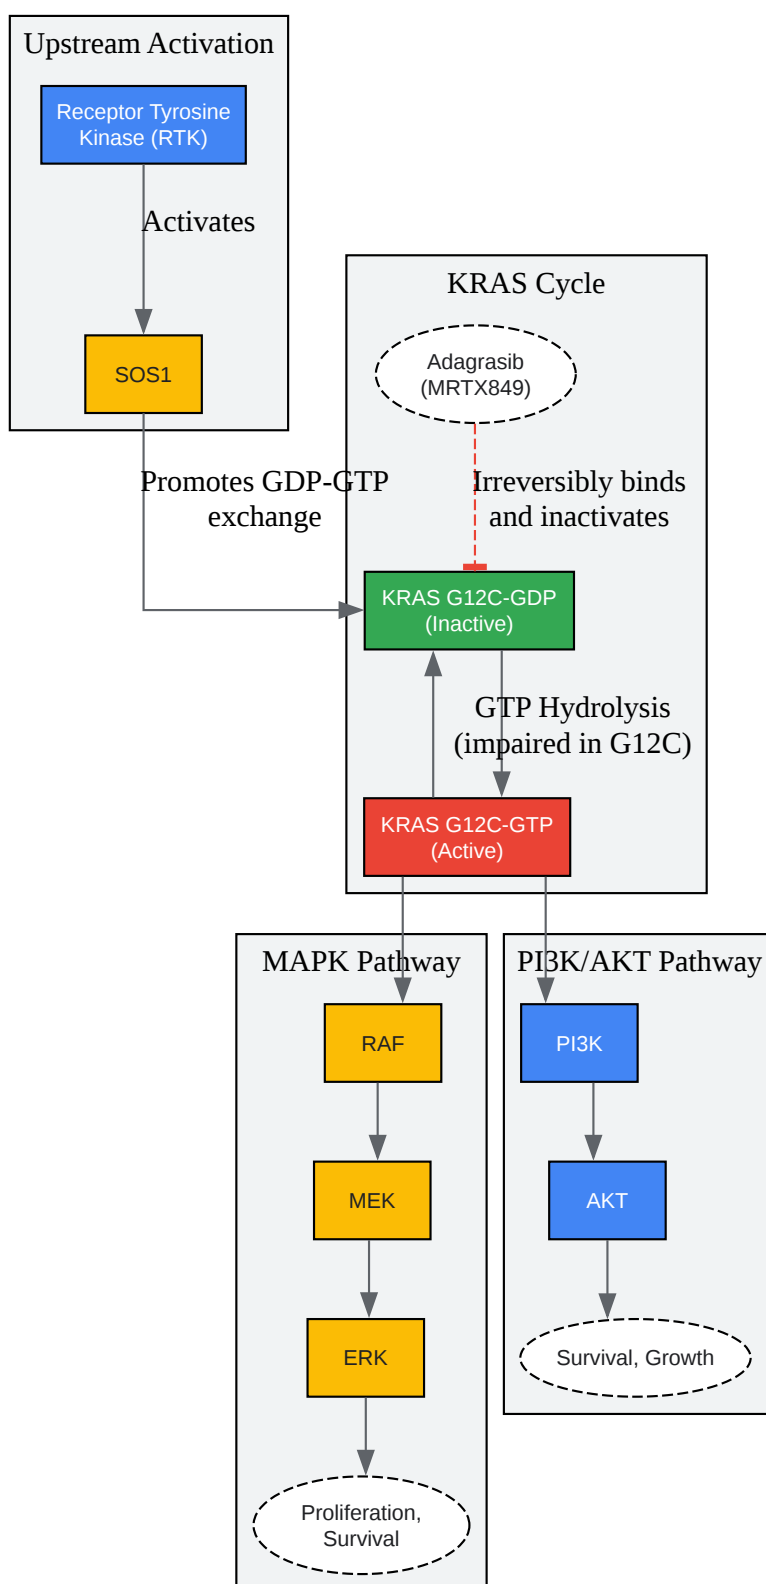 Upstream Activation
Receptor Tyrosine
Kinase (RTK)
Activates
SOS1
Promotes GDP-GTP
exchange
KRAS Cycle
Adagrasib
(MRTX849)
Irreversibly binds
and inactivates
KRAS G12C-GDP
(Inactive)
GTP Hydrolysis
(impaired in G12C)
KRAS G12C-GTP
(Active)
MAPK Pathway
RAF
MEK
ERK
Proliferation,
Survival
PI3K/AKT Pathway
PI3K
AKT
Survival, Growth